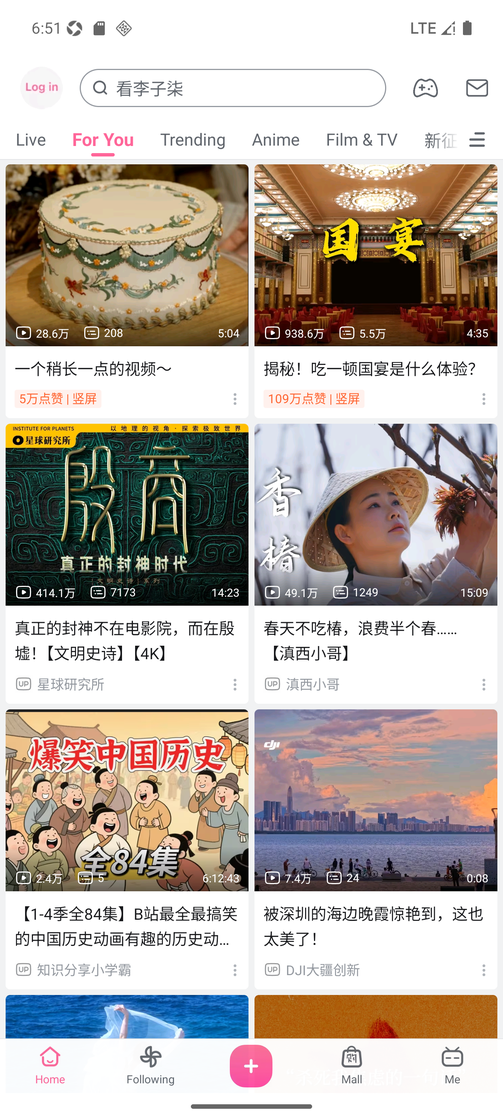 6:51
LTE
Log in
看李子柒
Live
For You
Trending
Anime
Film & TV
新征
28.6万
208
5:04
一个稍长一点的视频～
5万点赞 | 竖屏
国宴
938.6万
5.5万
4:35
揭秘！吃一顿国宴是什么体验？
109万点赞 | 竖屏
INSTITUTE FOR PLANETS
以地理的视角·探索极致世界
星球研究所
殷商
真正的封神时代
414.1万
7173
14:23
真正的封神不在电影院，而在殷
墟！【文明史诗】【4K】
UP 星球研究所
香椿
49.1万
1249
15:09
春天不吃椿，浪费半个春……
【滇西小哥】
UP 滇西小哥
爆笑中国历史
全84集
2.4万
5
6:12:43
【1-4季全84集】B站最全最搞笑
的中国历史动画有趣的历史动...
UP 知识分享小学霸
dji
7.4万
24
0:08
被深圳的海边晚霞惊艳到，这也
太美了！
UP DJI大疆创新
Home
Following
Mall
Me